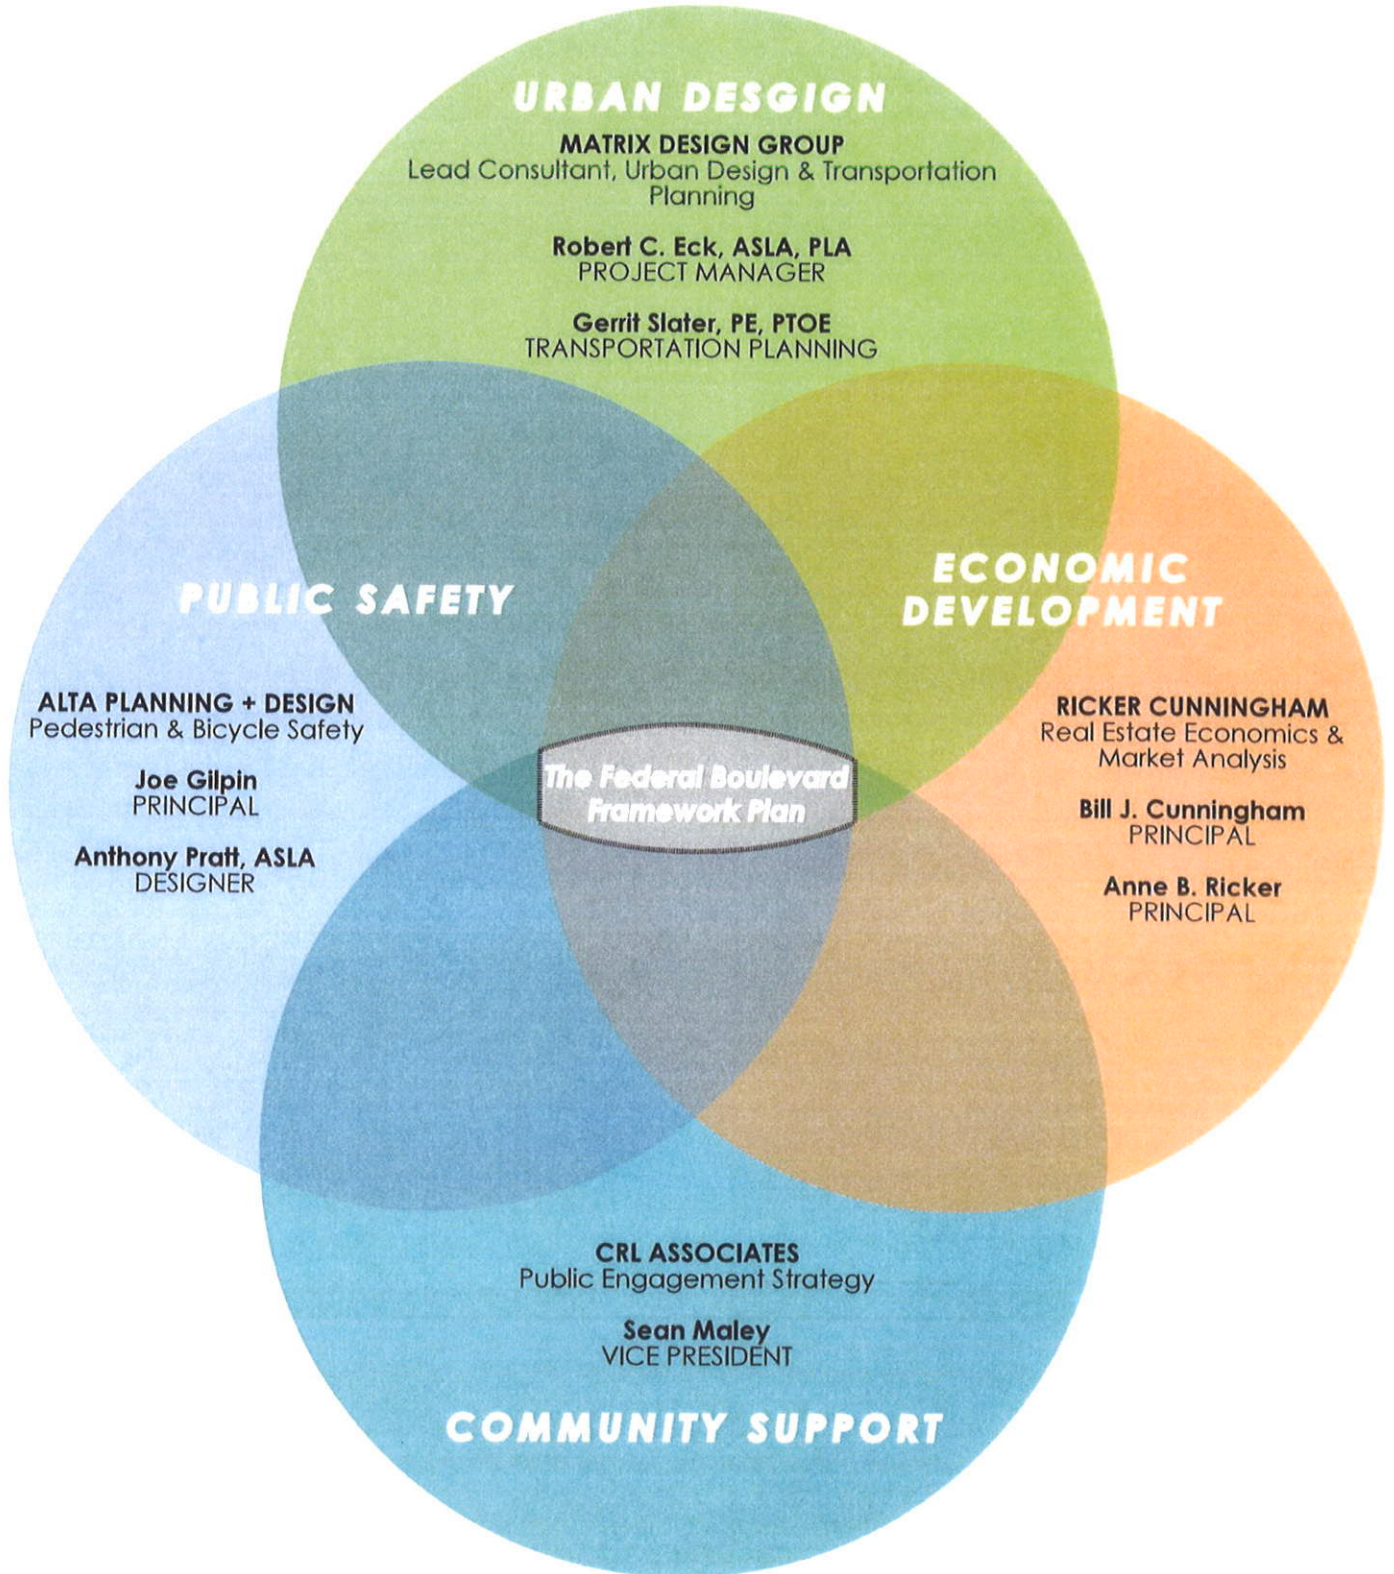 URBAN DESGIGN
MATRIX DESIGN GROUP
Lead Consultant, Urban Design & Transportation
Planning
Robert C. Eck, ASLA, PLA
PROJECT MANAGER
Gerrit Slater, PE, PTOE
TRANSPORTATION PLANNING
PUBLIC SAFETY
ALTA PLANNING + DESIGN
Pedestrian & Bicycle Safety
Joe Gilpin
PRINCIPAL
Anthony Pratt, ASLA
DESIGNER
ECONOMIC
DEVELOPMENT
RICKER CUNNINGHAM
Real Estate Economics &
Market Analysis
Bill J. Cunningham
PRINCIPAL
Anne B. Ricker
PRINCIPAL
The Federal Boulevard
Framework Plan
CRL ASSOCIATES
Public Engagement Strategy
Sean Maley
VICE PRESIDENT
COMMUNITY SUPPORT